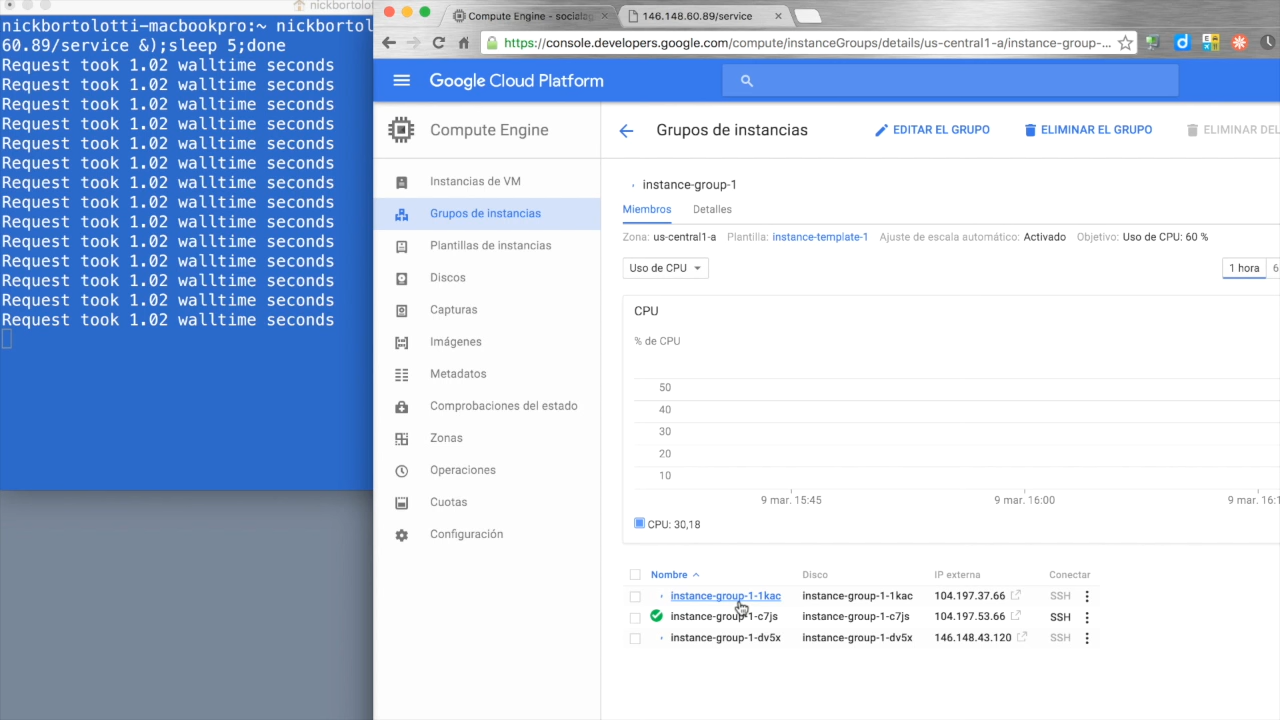 nickbortolo
nickbortolotti-macbookpro:~ nickbortol
60.89/service &);sleep 5;done
Request took 1.02 walltime seconds
Request took 1.02 walltime seconds
Request took 1.02 walltime seconds
Request took 1.02 walltime seconds
Request took 1.02 walltime seconds
Request took 1.02 walltime seconds
Request took 1.02 walltime seconds
Request took 1.02 walltime seconds
Request took 1.02 walltime seconds
Request took 1.02 walltime seconds
Request took 1.02 walltime seconds
Request took 1.02 walltime seconds
Request took 1.02 walltime seconds
Request took 1.02 walltime seconds
Compute Engine - socialap
146.148.60.89/service
https://console.developers.google.com/compute/instanceGroups/details/us-central1-a/instance-group-...
Google Cloud Platform
Compute Engine
Instancias de VM
Grupos de instancias
Plantillas de instancias
Discos
Capturas
Imágenes
Metadatos
Comprobaciones del estado
Zonas
Operaciones
Cuotas
Configuración
Grupos de instancias
EDITAR EL GRUPO
ELIMINAR EL GRUPO
ELIMINAR DEL
instance-group-1
Miembros
Detalles
Zona: us-central1-a Plantilla: instance-template-1 Ajuste de escala automático: Activado Objetivo: Uso de CPU: 60 %
Uso de CPU
1 hora
6
CPU
% de CPU
50
40
30
20
10
9 mar. 15:45
9 mar. 16:00
9 mar. 16:1
CPU: 30,18
Nombre Disco IP externa Conectar
instance-group-1-1kac instance-group-1-1kac 104.197.37.66 SSH
instance-group-1-c7js instance-group-1-c7js 104.197.53.66 SSH
instance-group-1-dv5x instance-group-1-dv5x 146.148.43.120 SSH